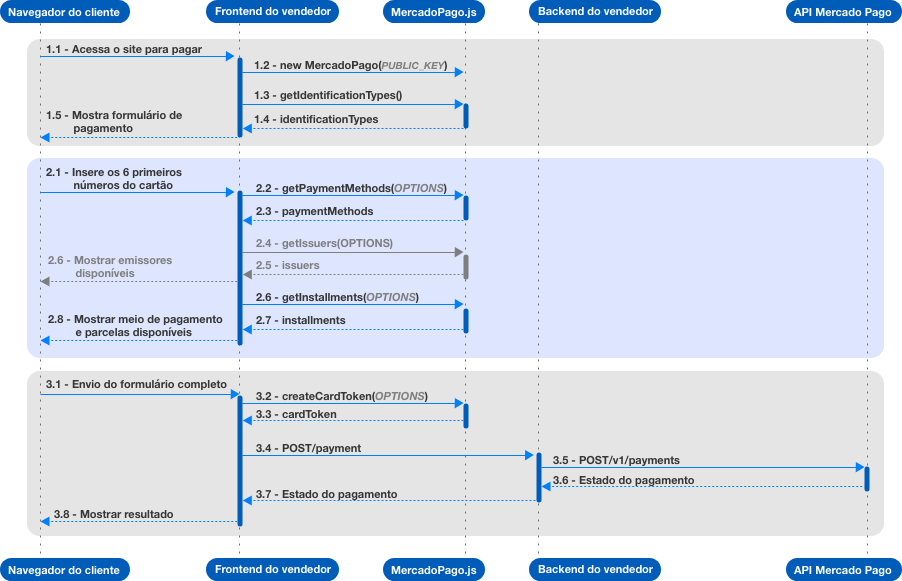 Navegador do cliente
Frontend do vendedor
MercadoPago.js
Backend do vendedor
API Mercado Pago
1.1 - Acessa o site para pagar
1.2 - new MercadoPago(PUBLIC_KEY)
1.3 - getIdentificationTypes()
1.4 - identificationTypes
1.5 - Mostra formulário de
pagamento
2.1 - Insere os 6 primeiros
números do cartão
2.2 - getPaymentMethods(OPTIONS)
2.3 - paymentMethods
2.4 - getIssuers(OPTIONS)
2.5 - issuers
2.6 - Mostrar emissores
disponíveis
2.6 - getInstallments(OPTIONS)
2.7 - installments
2.8 - Mostrar meio de pagamento
e parcelas disponíveis
3.1 - Envio do formulário completo
3.2 - createCardToken(OPTIONS)
3.3 - cardToken
3.4 - POST/payment
3.5 - POST/v1/payments
3.6 - Estado do pagamento
3.7 - Estado do pagamento
3.8 - Mostrar resultado
Navegador do cliente
Frontend do vendedor
MercadoPago.js
Backend do vendedor
API Mercado Pago